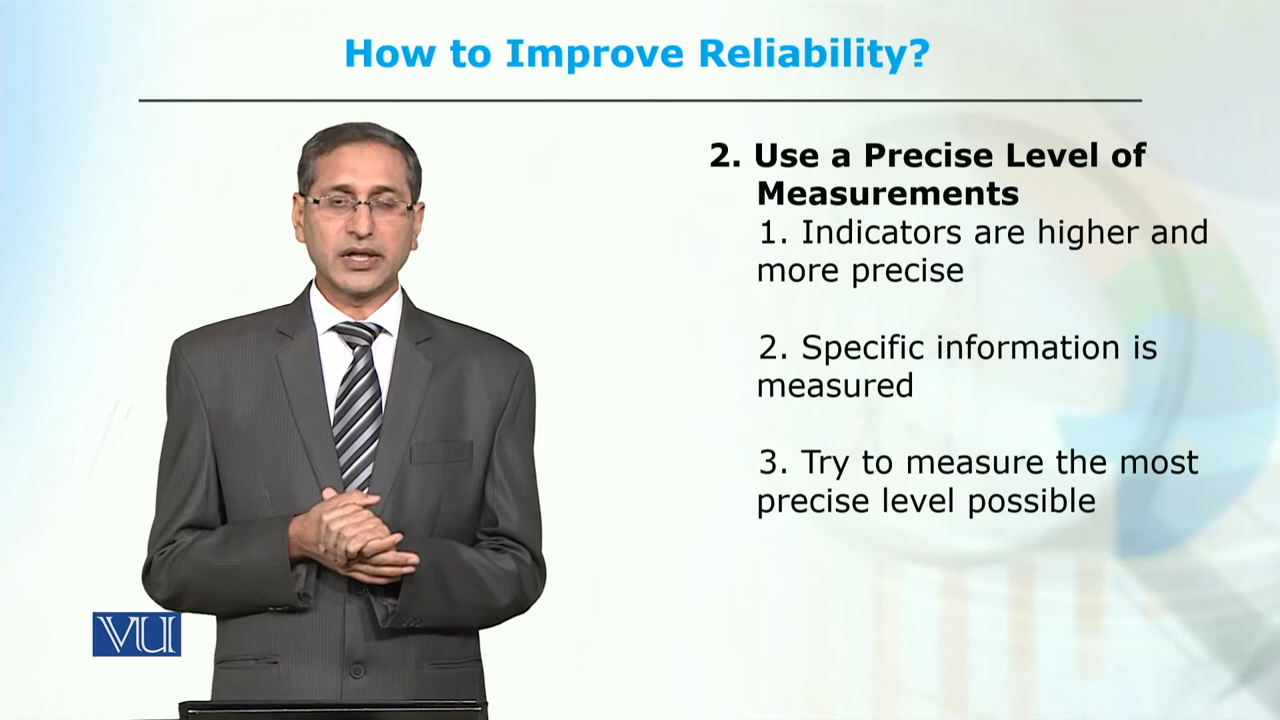 How to Improve Reliability?
2. Use a Precise Level of
Measurements
1. Indicators are higher and
more precise
2. Specific information is
measured
3. Try to measure the most
precise level possible
VU